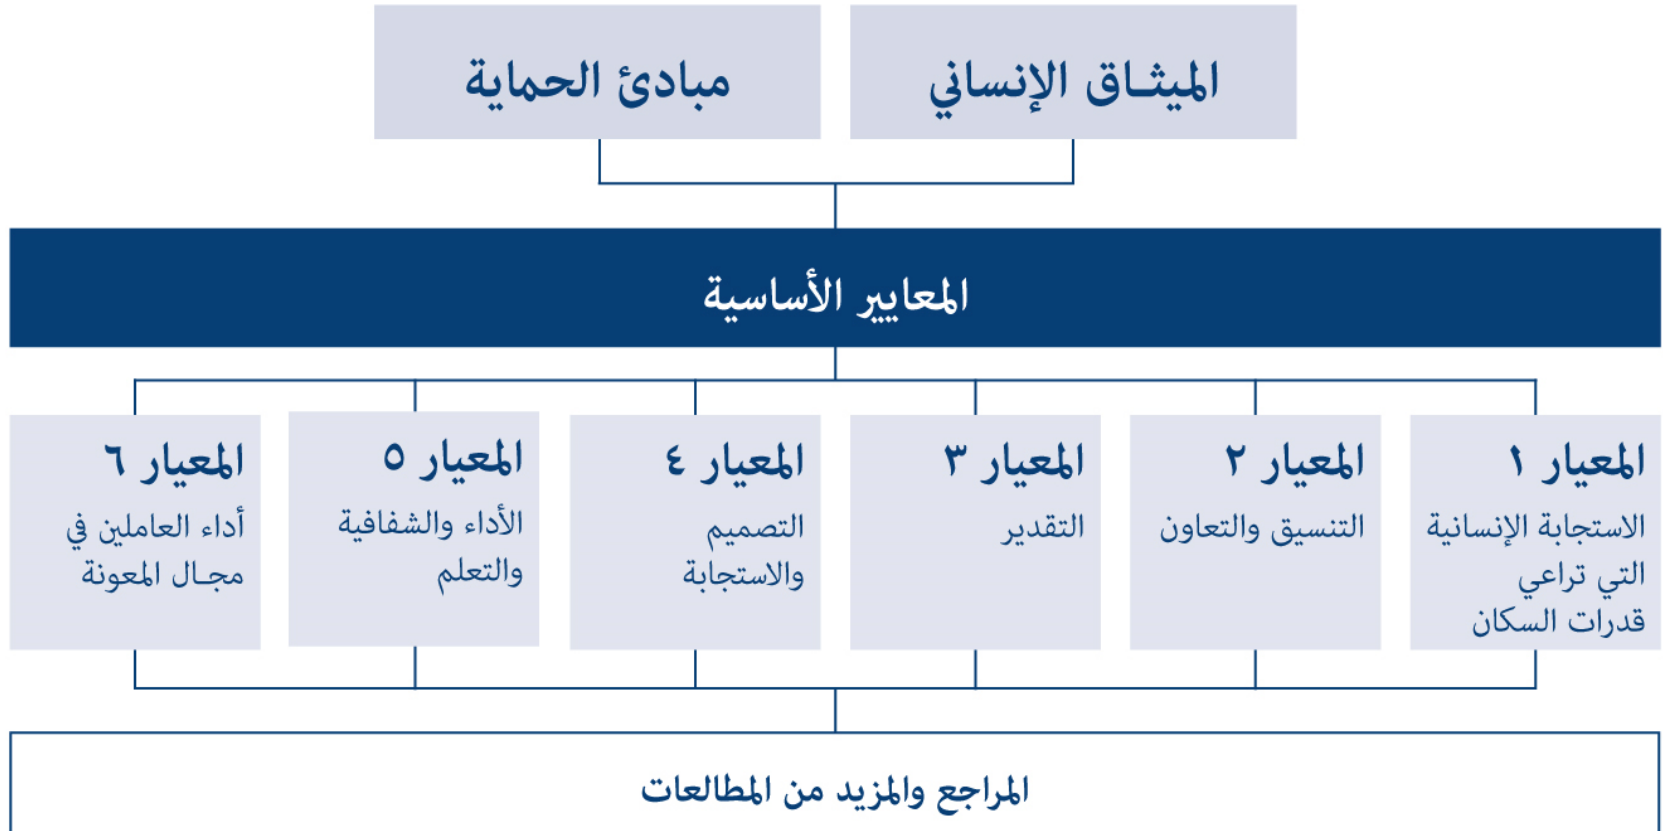 الميثاق الإنساني
مبادئ الحماية
المعايير الأساسية
المعيار ١
الاستجابة الإنسانية
التي تراعي
قدرات السكان
المعيار ٢
التنسيق والتعاون
المعيار ٣
التقدير
المعيار ٤
التصميم
والاستجابة
المعيار ٥
الأداء والشفافية
والتعلم
المعيار ٦
أداء العاملين في
مجال المعونة
المراجع والمزيد من المطالعات